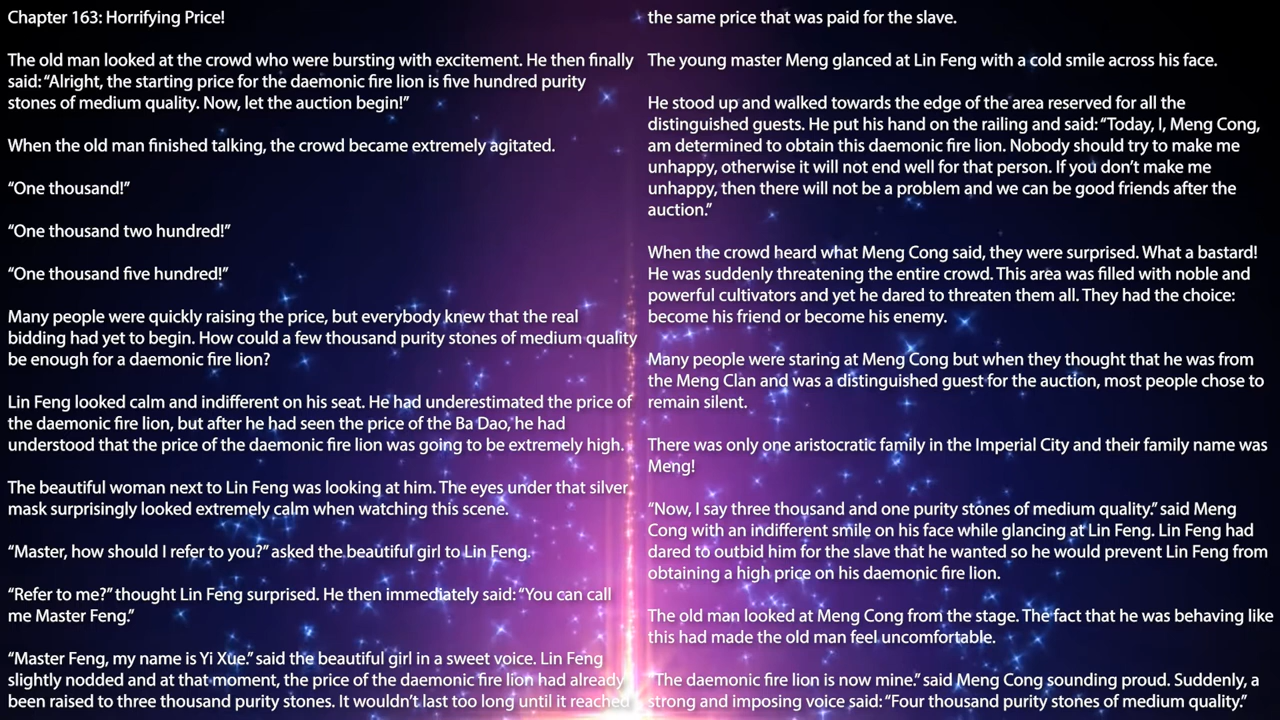 Chapter 163: Horrifying Price!
The old man looked at the crowd who were bursting with excitement. He then finally
said: “Alright, the starting price for the daemonic fire lion is five hundred purity
stones of medium quality. Now, let the auction begin!”
When the old man finished talking, the crowd became extremely agitated.
“One thousand!”
“One thousand two hundred!”
“One thousand five hundred!”
Many people were quickly raising the price, but everybody knew that the real
bidding had yet to begin. How could a few thousand purity stones of medium quality
be enough for a daemonic fire lion?
Lin Feng looked calm and indifferent on his seat. He had underestimated the price of
the daemonic fire lion, but after he had seen the price of the Ba Dao, he had
understood that the price of the daemonic fire lion was going to be extremely high.
The beautiful woman next to Lin Feng was looking at him. The eyes under that silver
mask surprisingly looked extremely calm when watching this scene.
“Master, how should I refer to you?” asked the beautiful girl to Lin Feng.
“Refer to me?” thought Lin Feng surprised. He then immediately said: “You can call
me Master Feng.”
“Master Feng, my name is Yi Xue.” said the beautiful girl in a sweet voice. Lin Feng
slightly nodded and at that moment, the price of the daemonic fire lion had already
been raised to three thousand purity stones. It wouldn’t last too long until it reached
the same price that was paid for the slave.
The young master Meng glanced at Lin Feng with a cold smile across his face.
He stood up and walked towards the edge of the area reserved for all the
distinguished guests. He put his hand on the railing and said: “Today, I, Meng Cong,
am determined to obtain this daemonic fire lion. Nobody should try to make me
unhappy, otherwise it will not end well for that person. If you don’t make me
unhappy, then there will not be a problem and we can be good friends after the
auction.”
When the crowd heard what Meng Cong said, they were surprised. What a bastard!
He was suddenly threatening the entire crowd. This area was filled with noble and
powerful cultivators and yet he dared to threaten them all. They had the choice:
become his friend or become his enemy.
Many people were staring at Meng Cong but when they thought that he was from
the Meng Clan and was a distinguished guest for the auction, most people chose to
remain silent.
There was only one aristocratic family in the Imperial City and their family name was
Meng!
“Now, I say three thousand and one purity stones of medium quality.” said Meng
Cong with an indifferent smile on his face while glancing at Lin Feng. Lin Feng had
dared to outbid him for the slave that he wanted so he would prevent Lin Feng from
obtaining a high price on his daemonic fire lion.
The old man looked at Meng Cong from the stage. The fact that he was behaving like
this had made the old man feel uncomfortable.
“The daemonic fire lion is now mine.” said Meng Cong sounding proud. Suddenly, a
strong and imposing voice said: “Four thousand purity stones of medium quality.”